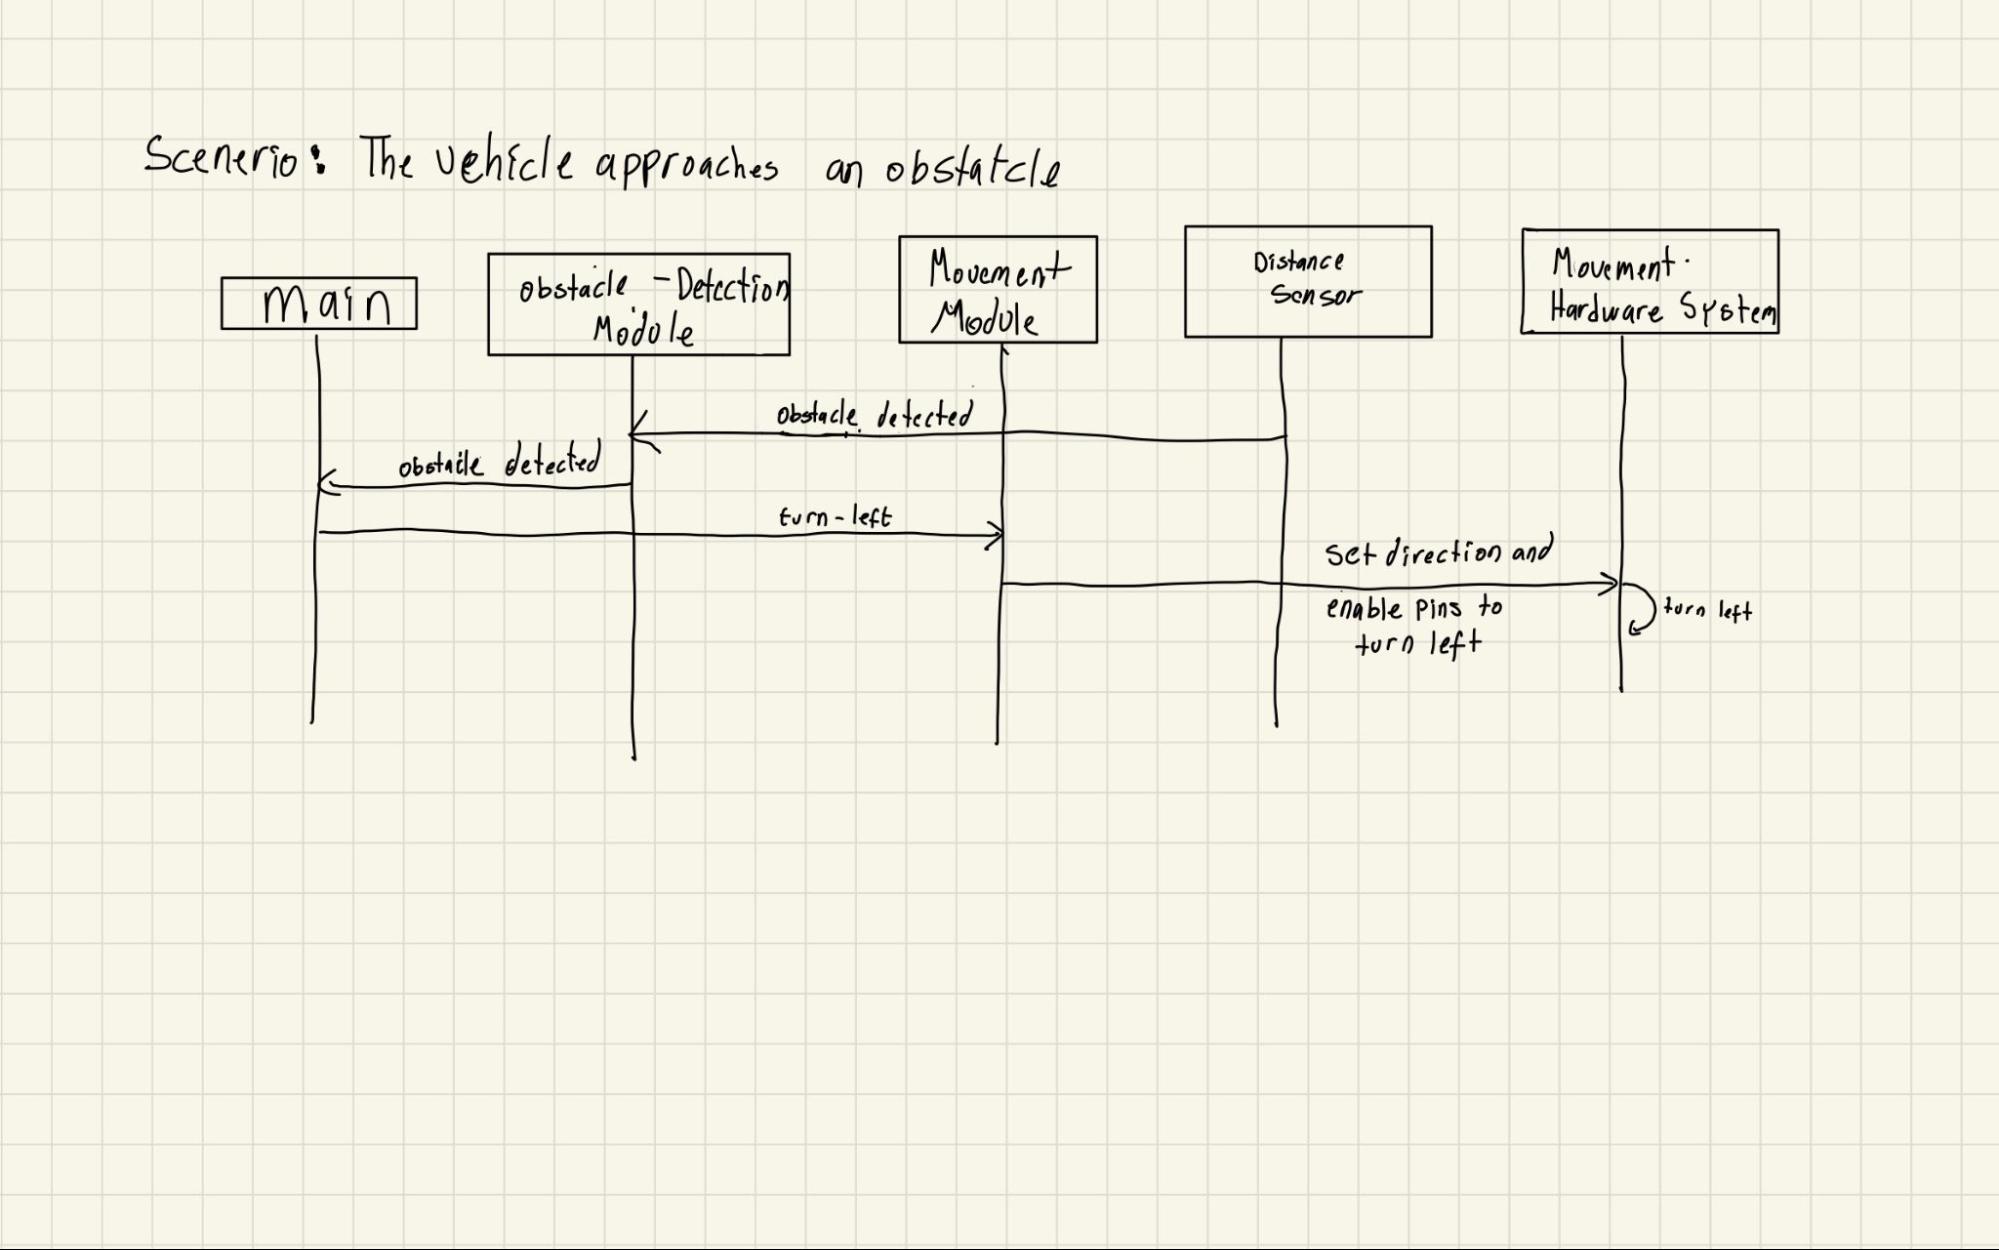 Scenerio: The vehicle approaches an obstatcle
Main
Obstacle - Detection
Module
Movement
Module
Distance
Sensor
Movement.
Hardware System
obstacle detected
obstacle detected
turn-left
set direction and
enable pins to
turn left
turn left